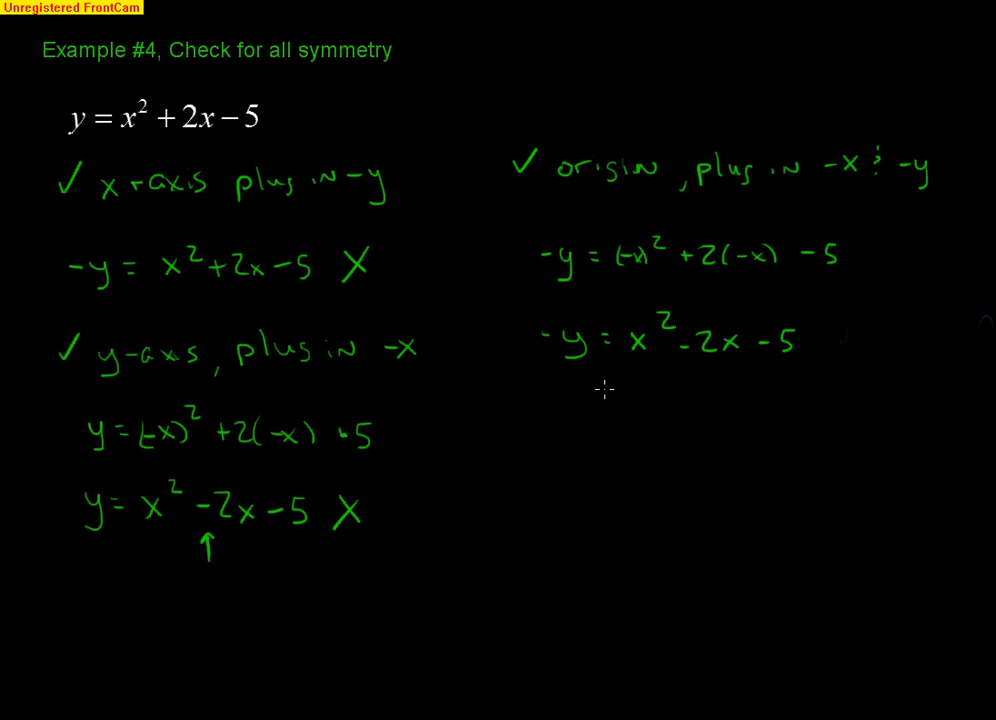 Unregistered FrontCam
Example #4, Check for all symmetry
y = x² + 2x − 5
✓ x-axis plug in -y
-y = x² + 2x - 5 X
✓ y-axis, plug in -x
y = (-x)² + 2(-x) - 5
y = x² - 2x - 5 X
↑
✓ origin, plug in -x & -y
-y = (-x)² + 2(-x) - 5
-y = x² - 2x - 5